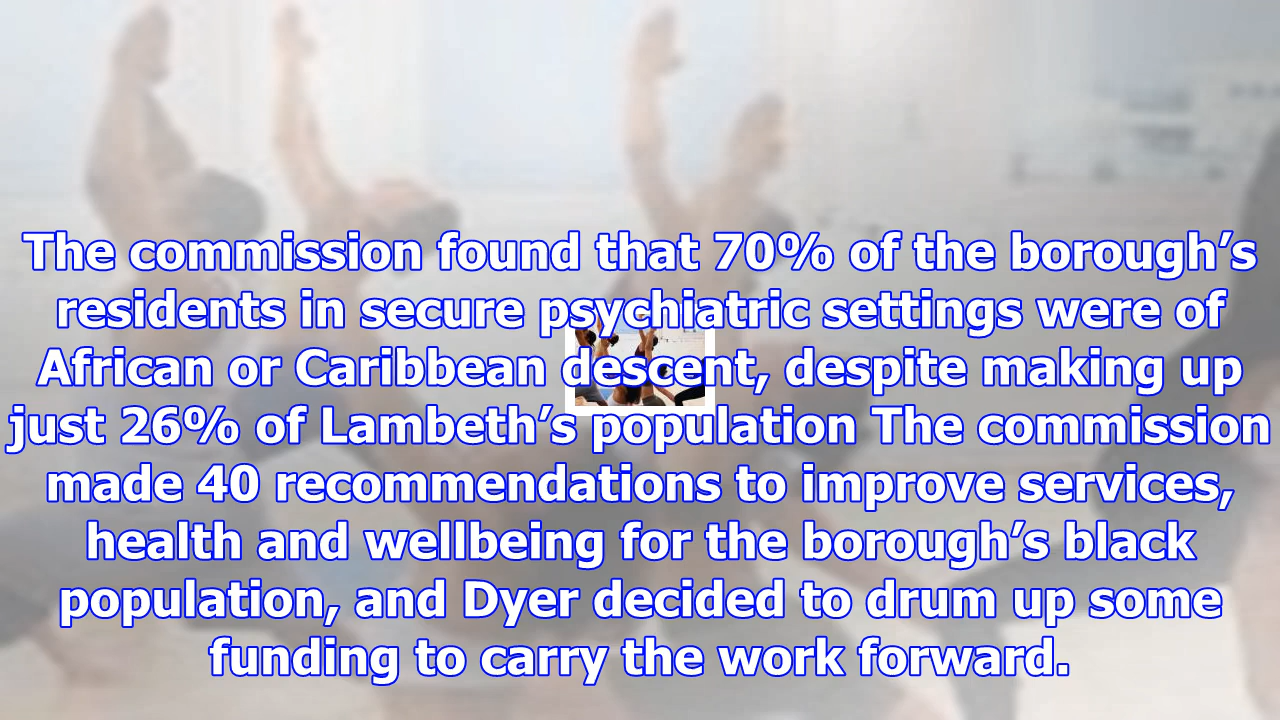 The commission found that 70% of the borough’s
residents in secure psychiatric settings were of
African or Caribbean descent, despite making up
just 26% of Lambeth’s population The commission
made 40 recommendations to improve services,
health and wellbeing for the borough’s black
population, and Dyer decided to drum up some
funding to carry the work forward.